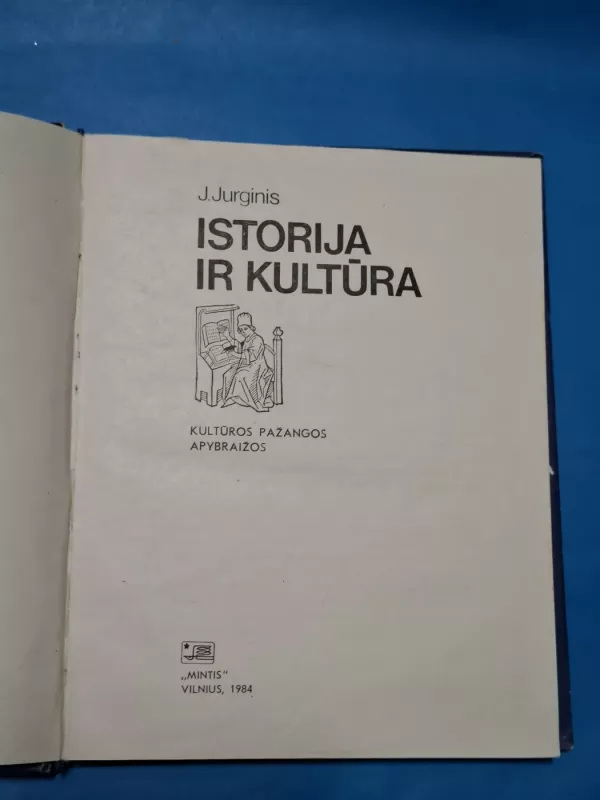 J. Jurginis
ISTORIJA
IR KULTŪRA
KULTŪROS PAŽANGOS
APYBRAIŽOS
„MINTIS"
VILNIUS, 1984